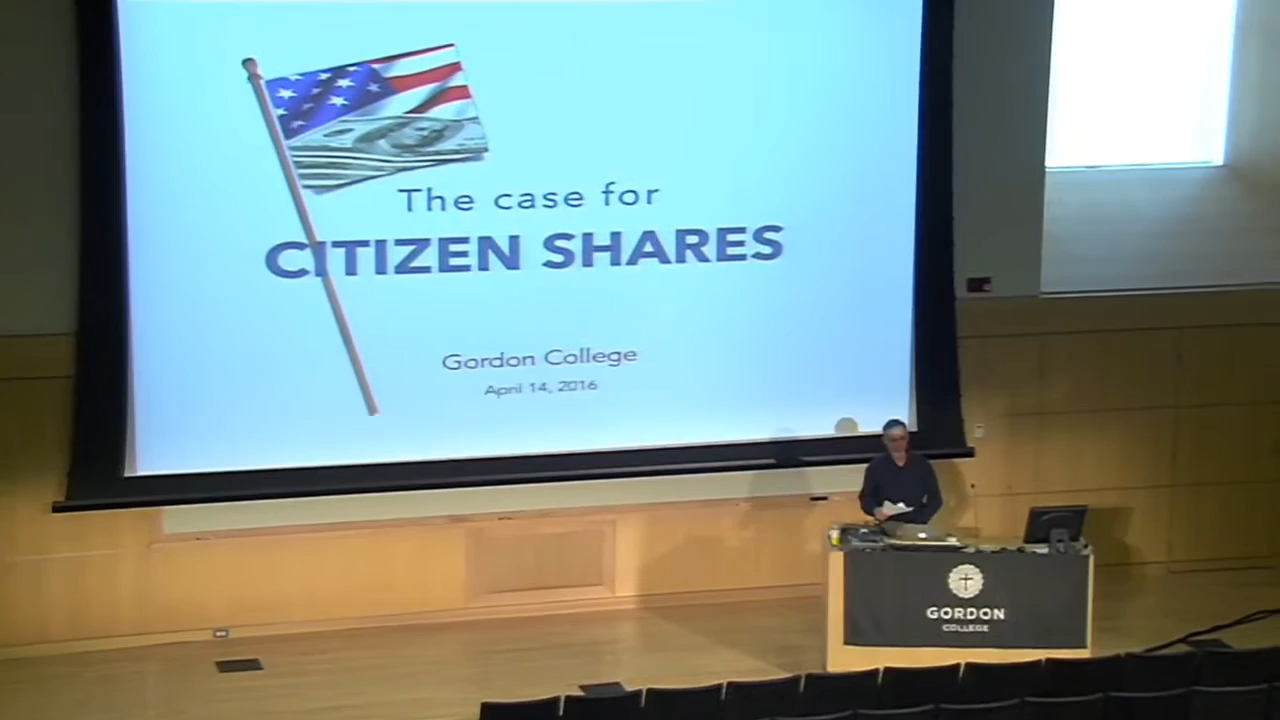 The case for
CITIZEN SHARES
Gordon College
April 14, 2016
GORDON
COLLEGE